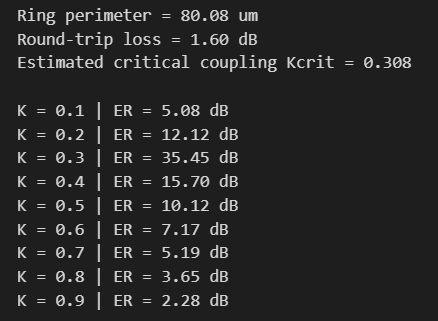 Ring perimeter = 80.08 um
Round-trip loss = 1.60 dB
Estimated critical coupling Kcrit = 0.308
K = 0.1 | ER = 5.08 dB
K = 0.2 | ER = 12.12 dB
K = 0.3 | ER = 35.45 dB
K = 0.4 | ER = 15.70 dB
K = 0.5 | ER = 10.12 dB
K = 0.6 | ER = 7.17 dB
K = 0.7 | ER = 5.19 dB
K = 0.8 | ER = 3.65 dB
K = 0.9 | ER = 2.28 dB